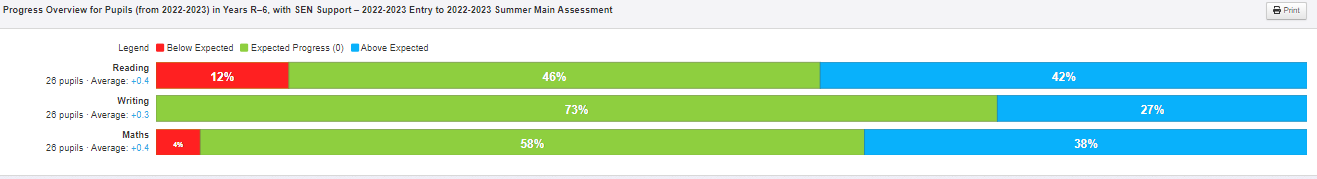 Progress Overview for Pupils (from 2022-2023) in Years R–6, with SEN Support – 2022-2023 Entry to 2022-2023 Summer Main Assessment
Print
Legend Below Expected Expected Progress (0) Above Expected
Reading
26 pupils · Average: +0.4
12% 46% 42%
Writing
26 pupils · Average: +0.3
73% 27%
Maths
26 pupils · Average: +0.4
4% 58% 38%